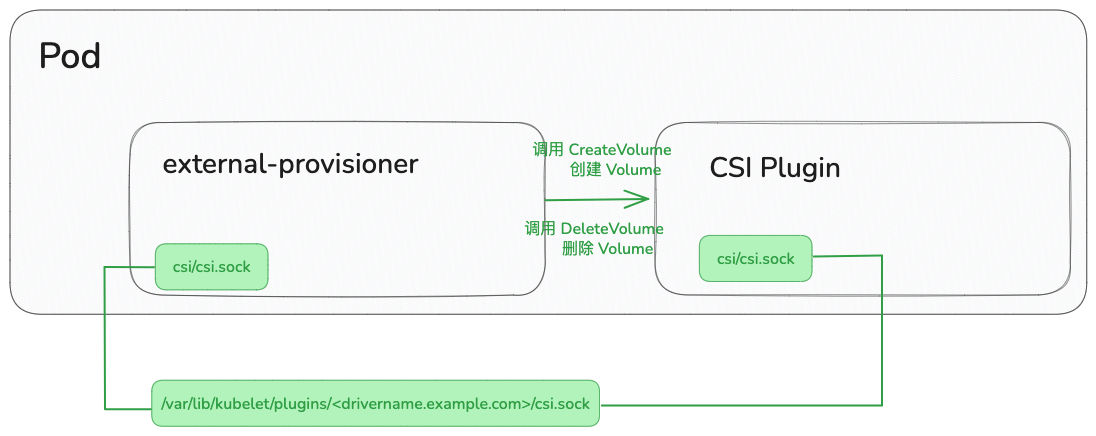 Pod
external-provisioner
调用 CreateVolume
创建 Volume
CSI Plugin
调用 DeleteVolume
删除 Volume
csi/csi.sock
csi/csi.sock
/var/lib/kubelet/plugins/<drivername.example.com>/csi.sock